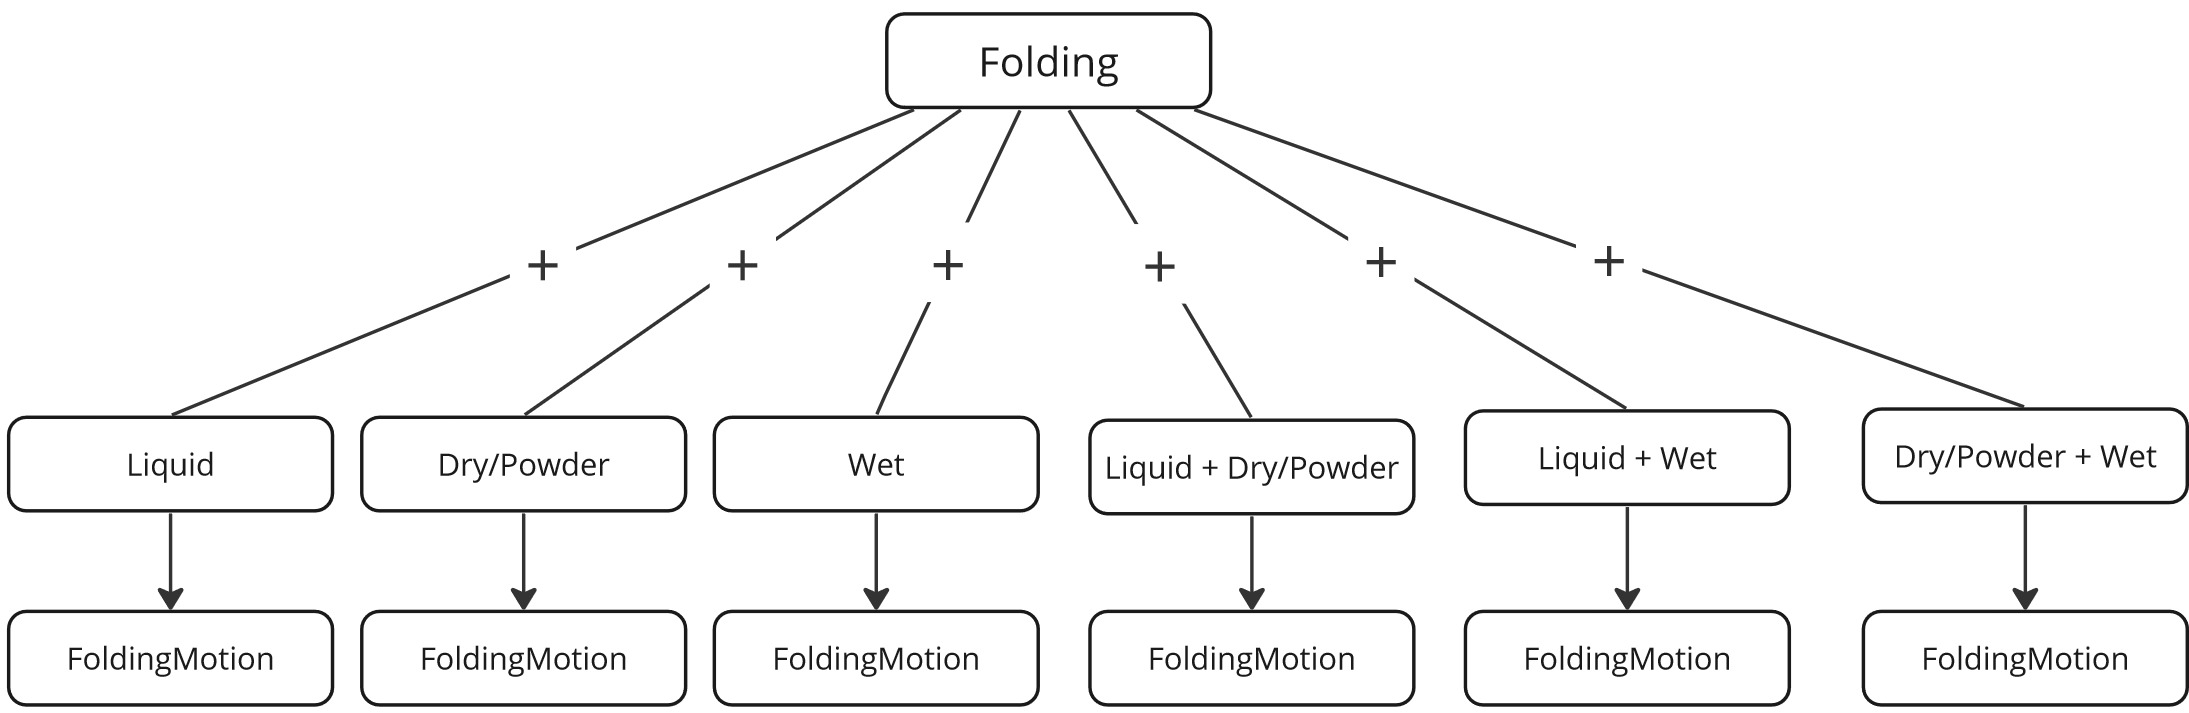 Folding
+ + + + + +
Liquid
Dry/Powder
Wet
Liquid + Dry/Powder
Liquid + Wet
Dry/Powder + Wet
FoldingMotion
FoldingMotion
FoldingMotion
FoldingMotion
FoldingMotion
FoldingMotion